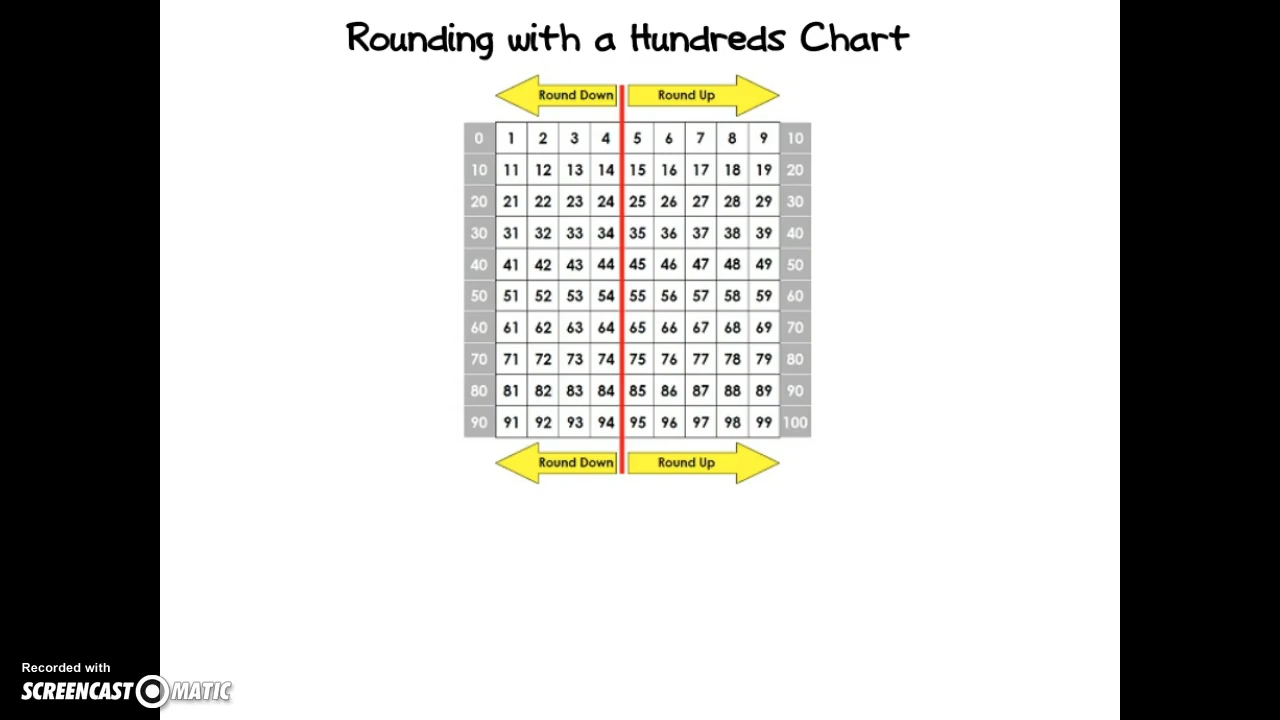 Rounding with a Hundreds Chart
Round Down Round Up
0 1 2 3 4 5 6 7 8 9 10
10 11 12 13 14 15 16 17 18 19 20
20 21 22 23 24 25 26 27 28 29 30
30 31 32 33 34 35 36 37 38 39 40
40 41 42 43 44 45 46 47 48 49 50
50 51 52 53 54 55 56 57 58 59 60
60 61 62 63 64 65 66 67 68 69 70
70 71 72 73 74 75 76 77 78 79 80
80 81 82 83 84 85 86 87 88 89 90
90 91 92 93 94 95 96 97 98 99 100
Round Down Round Up
Recorded with
SCREENCAST MATIC